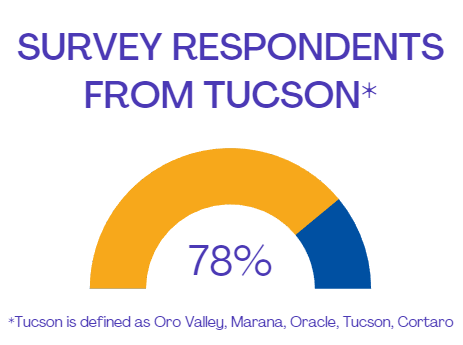 SURVEY RESPONDENTS
FROM TUCSON*
78%
*Tucson is defined as Oro Valley, Marana, Oracle, Tucson, Cortaro